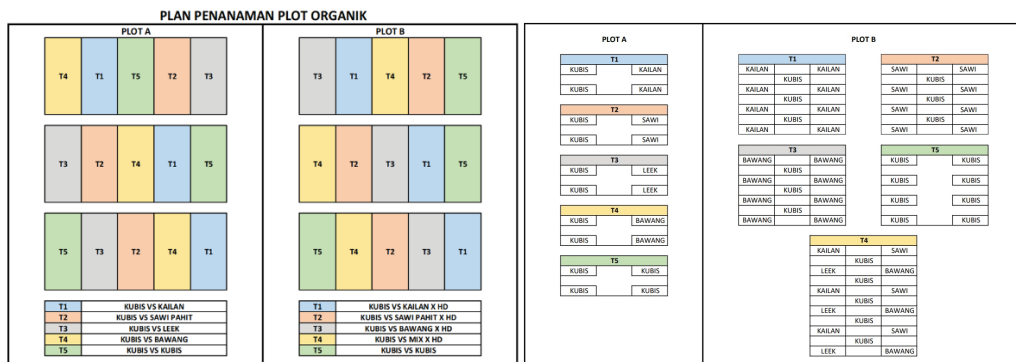 PLAN PENANAMAN PLOT ORGANIK
PLOT A
T4 T1 T5 T2 T3
T3 T2 T4 T1 T5
T5 T3 T2 T4 T1
T1 KUBIS VS KAILAN
T2 KUBIS VS SAWI PAHIT
T3 KUBIS VS LEEK
T4 KUBIS VS BAWANG
T5 KUBIS VS KUBIS
PLOT B
T3 T1 T4 T2 T5
T4 T2 T3 T1 T5
T5 T4 T2 T3 T1
T1 KUBIS VS KAILAN X HD
T2 KUBIS VS SAWI PAHIT X HD
T3 KUBIS VS BAWANG X HD
T4 KUBIS VS MIX X HD
T5 KUBIS VS KUBIS
PLOT A
T1
KUBIS KAILAN
KUBIS KAILAN
T2
KUBIS SAWI
KUBIS SAWI
T3
KUBIS LEEK
KUBIS LEEK
T4
KUBIS BAWANG
KUBIS BAWANG
T5
KUBIS KUBIS
KUBIS KUBIS
PLOT B
T1
KAILAN KAILAN
KUBIS
KAILAN KAILAN
KUBIS
KAILAN KAILAN
KUBIS
KAILAN KAILAN
T2
SAWI SAWI
KUBIS
SAWI SAWI
KUBIS
SAWI SAWI
KUBIS
SAWI SAWI
T3
BAWANG BAWANG
KUBIS
BAWANG BAWANG
KUBIS
BAWANG BAWANG
KUBIS
BAWANG BAWANG
T5
KUBIS KUBIS
KUBIS KUBIS
KUBIS KUBIS
KUBIS KUBIS
T4
KAILAN SAWI
KUBIS
LEEK BAWANG
KUBIS
KAILAN SAWI
KUBIS
LEEK BAWANG
KUBIS
KAILAN SAWI
KUBIS
LEEK BAWANG